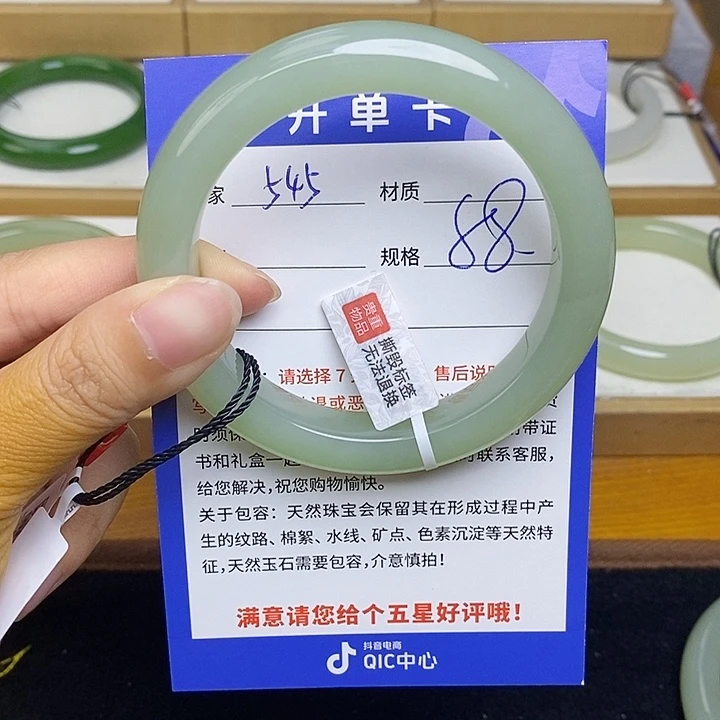 开单卡
家 545 材质 88
规格
贵重物品
撕毁标签
无法退换
：请选择7 售后说明
退或恶
附带证
书和礼盒一起 时联系客服，
给您解决，祝您购物愉快。
关于包容：天然珠宝会保留其在形成过程中产
生的纹路、棉絮、水线、矿点、色素沉淀等天然特
征，天然玉石需要包容，介意慎拍！
满意请您给个五星好评哦！
抖音电商
QIC中心